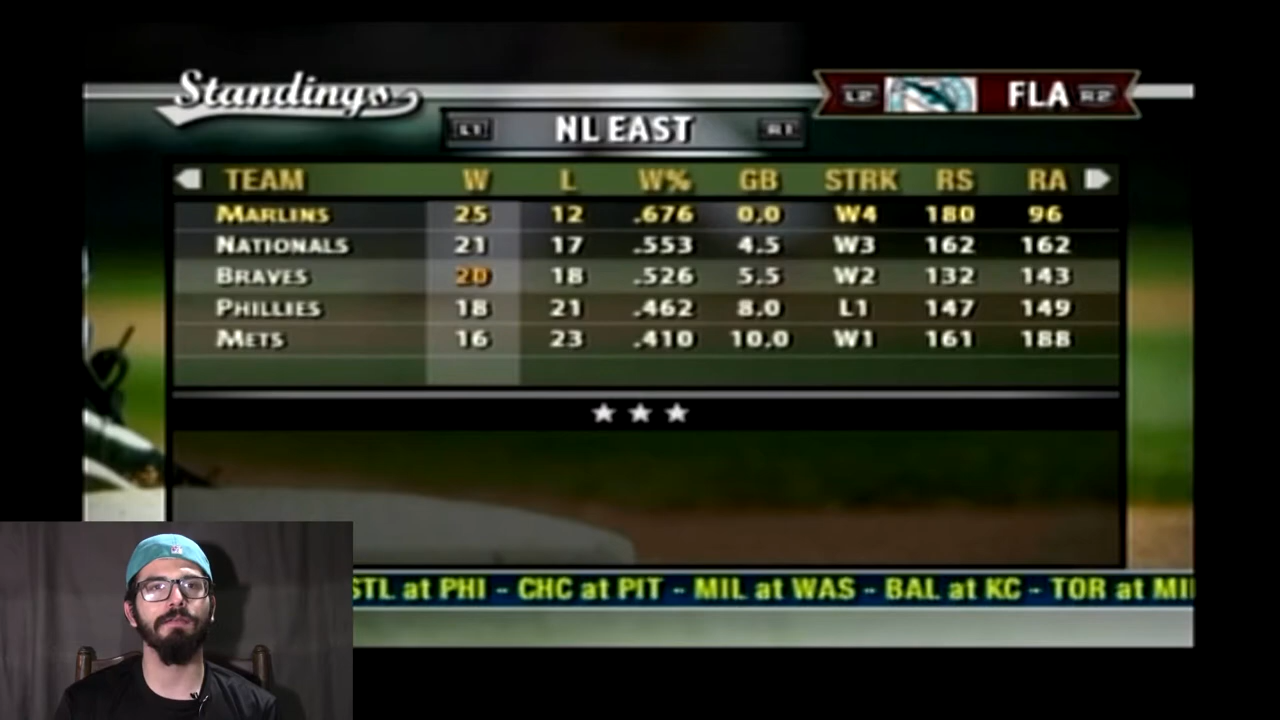 Standings
L2 FLA R2
L1 NL EAST R1
TEAM W L W% GB STRK RS RA
MARLINS 25 12 .676 0.0 W4 180 96
NATIONALS 21 17 .553 4.5 W3 162 162
BRAVES 20 18 .526 5.5 W2 132 143
PHILLIES 18 21 .462 8.0 L1 147 149
METS 16 23 .410 10.0 W1 161 188
STL at PHI - CHC at PIT - MIL at WAS - BAL at KC - TOR at MI